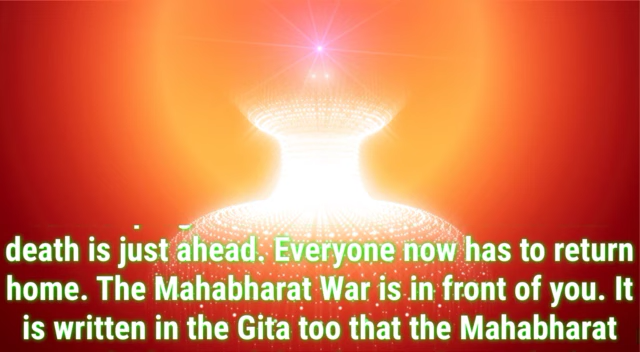 death is just ahead. Everyone now has to return
home. The Mahabharat War is in front of you. It
is written in the Gita too that the Mahabharat